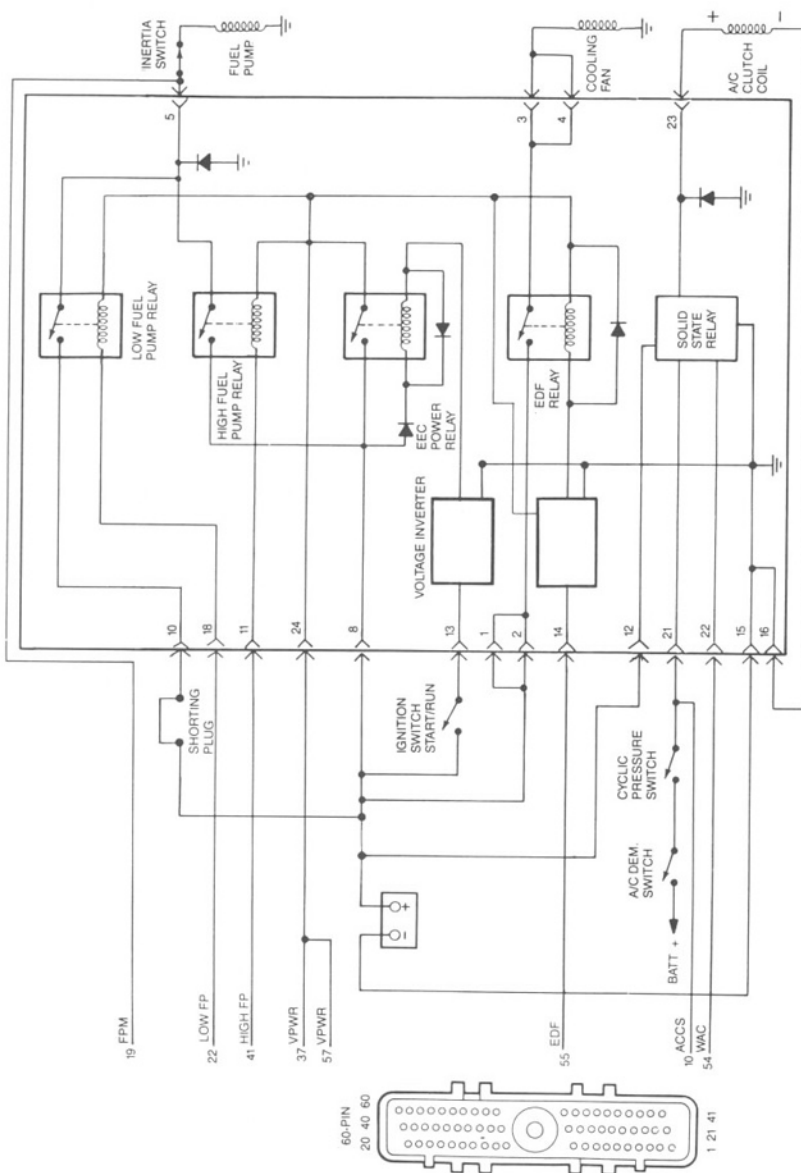 INERTIA
SWITCH
FUEL
PUMP
COOLING
FAN
+
−
A/C
CLUTCH
COIL
5
3
4
23
LOW FUEL
PUMP RELAY
HIGH FUEL
PUMP RELAY
EEC
POWER
RELAY
EDF
RELAY
SOLID
STATE
RELAY
VOLTAGE INVERTER
10
18
11
24
8
13
1
2
14
12
21
22
15
16
SHORTING
PLUG
IGNITION
SWITCH
START/RUN
CYCLIC
PRESSURE
SWITCH
A/C DEM.
SWITCH
BATT +
− +
19 FPM
22 LOW FP
41 HIGH FP
37 VPWR
57 VPWR
55 EDF
10 ACCS
54 WAC
60-PIN
20 40 60
1 21 41